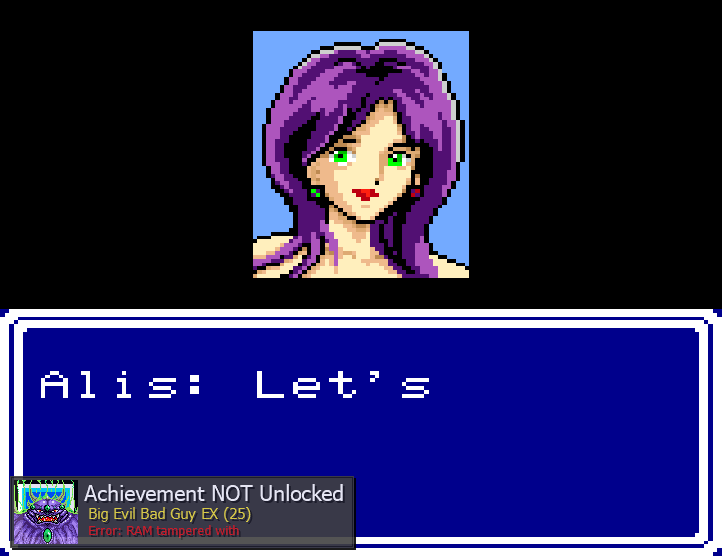 Alis: Let's
Achievement NOT Unlocked
Big Evil Bad Guy EX (25)
Error: RAM tampered with